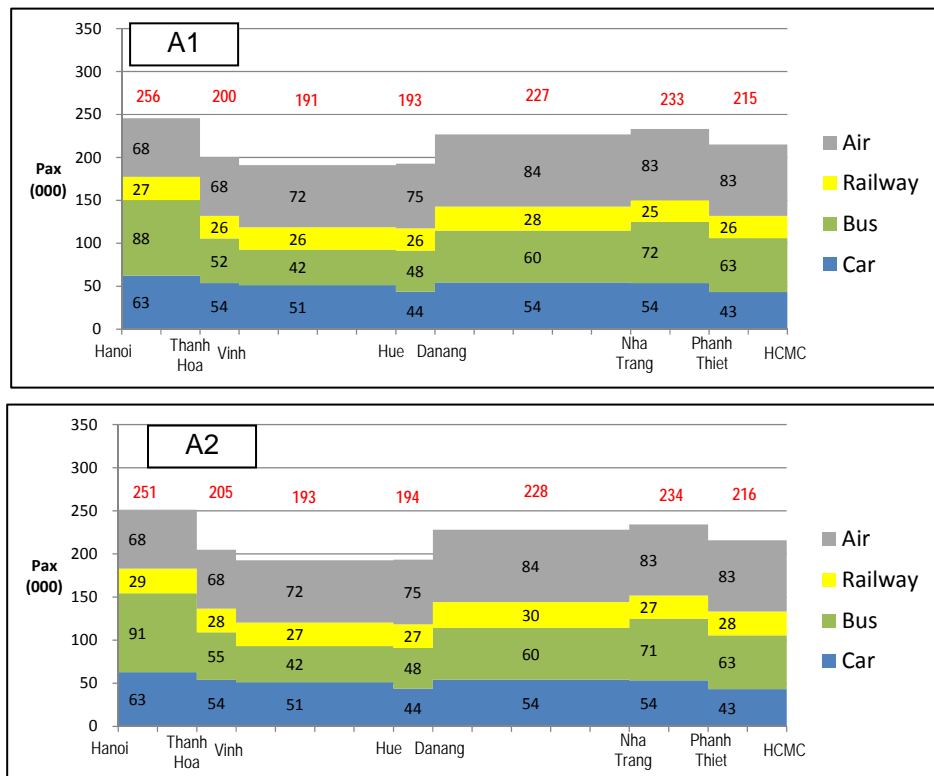 A1
350
300
250
200
150
100
50
0
Pax
(000)
256 200 191 193 227 233 215
68 68 72 75 84 83 83
27 26 26 26 28 25 26
88 52 42 48 60 72 63
63 54 51 44 54 54 43
Hanoi Thanh Hoa Vinh Hue Danang Nha Trang Phanh Thiet HCMC
Air
Railway
Bus
Car
A2
350
300
250
200
150
100
50
0
Pax
(000)
251 205 193 194 228 234 216
68 68 72 75 84 83 83
29 28 27 27 30 27 28
91 55 42 48 60 71 63
63 54 51 44 54 54 43
Hanoi Thanh Hoa Vinh Hue Danang Nha Trang Phanh Thiet HCMC
Air
Railway
Bus
Car